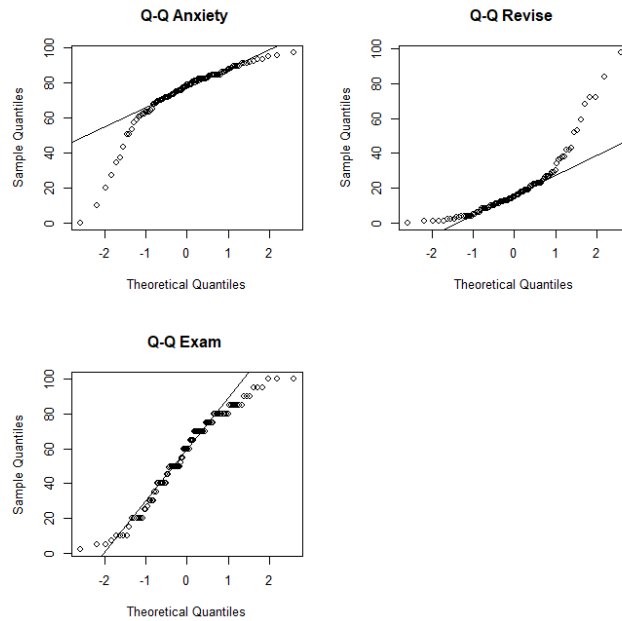 Q-Q Anxiety
Sample Quantiles
0 20 40 60 80 100
-2 -1 0 1 2
Theoretical Quantiles
Q-Q Revise
Sample Quantiles
0 20 40 60 80 100
-2 -1 0 1 2
Theoretical Quantiles
Q-Q Exam
Sample Quantiles
0 20 40 60 80 100
-2 -1 0 1 2
Theoretical Quantiles